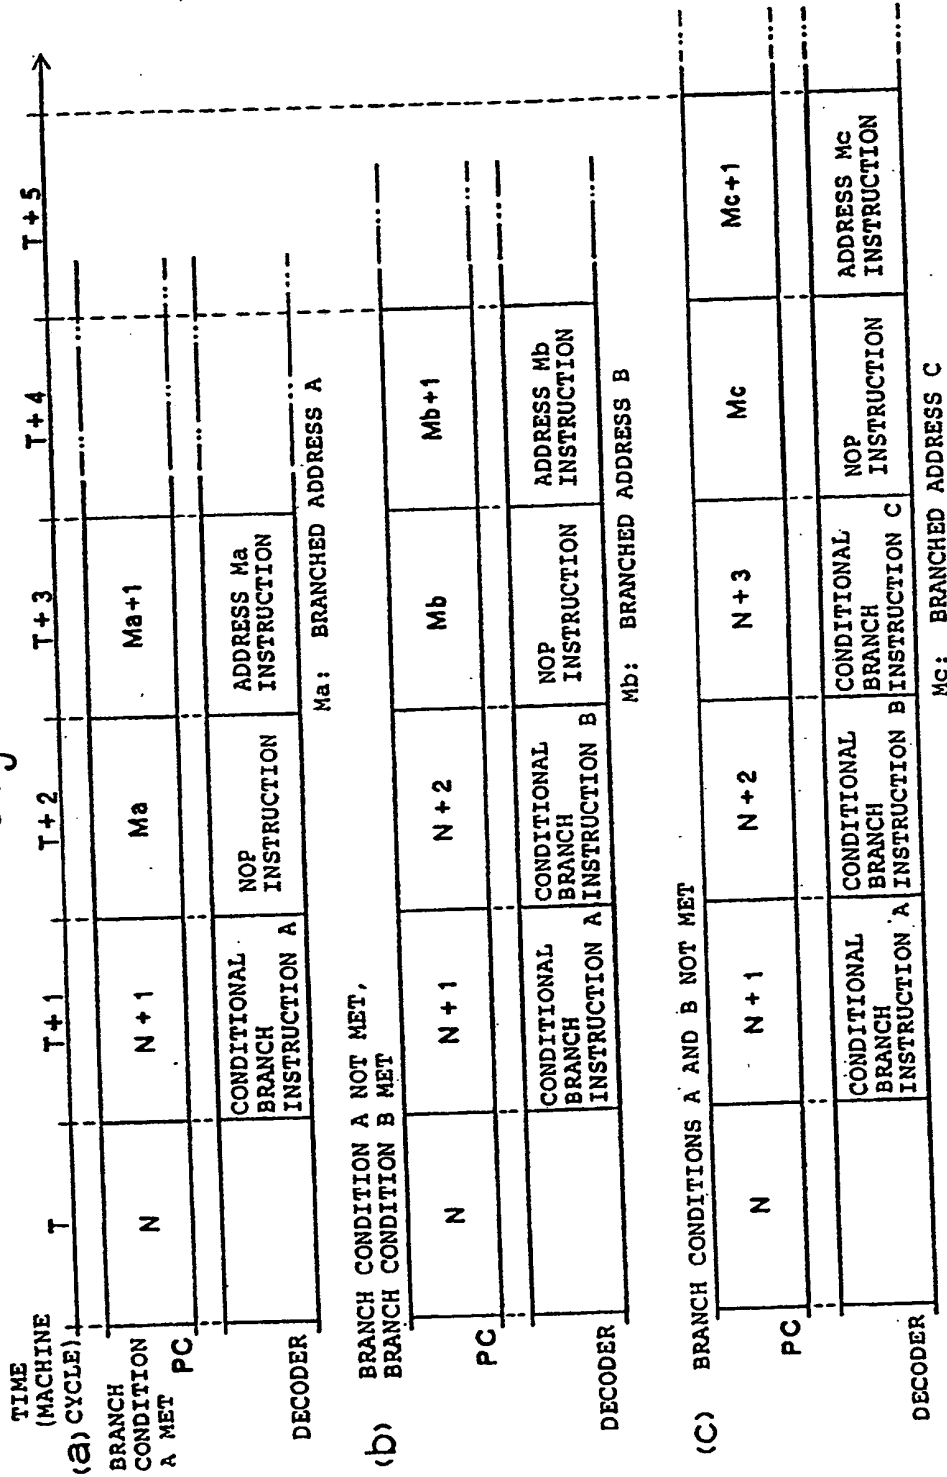 TIME
(MACHINE
CYCLE)
T T+1 T+2 T+3 T+4 T+5
(a)
BRANCH
CONDITION
A MET
PC
N N+1 Ma Ma+1
DECODER
CONDITIONAL
BRANCH
INSTRUCTION A
NOP
INSTRUCTION
ADDRESS Ma
INSTRUCTION
Ma: BRANCHED ADDRESS A
(b)
BRANCH CONDITION A NOT MET,
BRANCH CONDITION B MET
PC
N N+1 N+2 Mb Mb+1
DECODER
CONDITIONAL
BRANCH
INSTRUCTION A
CONDITIONAL
BRANCH
INSTRUCTION B
NOP
INSTRUCTION
ADDRESS Mb
INSTRUCTION
Mb: BRANCHED ADDRESS B
(C)
BRANCH CONDITIONS A AND B NOT MET
PC
N N+1 N+2 N+3 Mc Mc+1
DECODER
CONDITIONAL
BRANCH
INSTRUCTION A
CONDITIONAL
BRANCH
INSTRUCTION B
CONDITIONAL
BRANCH
INSTRUCTION C
NOP
INSTRUCTION
ADDRESS Mc
INSTRUCTION
Mc: BRANCHED ADDRESS C